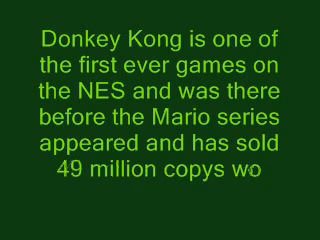 Donkey Kong is one of
the first ever games on
the NES and was there
before the Mario series
appeared and has sold
49 million copys wo